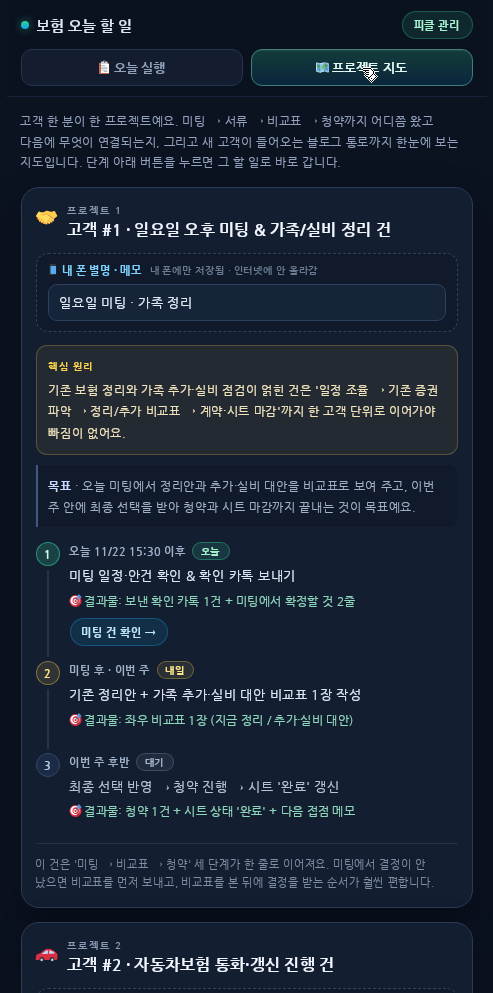 보험 오늘 할 일
피클 관리
📋 오늘 실행
🗺️ 프로젝트 지도
고객 한 분이 한 프로젝트예요. 미팅 → 서류 → 비교표 → 청약까지 어디쯤 왔고
다음에 무엇이 연결되는지, 그리고 새 고객이 들어오는 블로그 통로까지 한눈에 보는
지도입니다. 단계 아래 버튼을 누르면 그 할 일로 바로 갑니다.
프로젝트 1
고객 #1 · 일요일 오후 미팅 & 가족/실비 정리 건
📱 내 폰 별명 · 메모 내 폰에만 저장됨 · 인터넷에 안 올라감
일요일 미팅 · 가족 정리
핵심 원리
기존 보험 정리와 가족 추가·실비 점검이 얽힌 건은 '일정 조율 → 기존 증권
파악 → 정리/추가 비교표 → 계약·시트 마감'까지 한 고객 단위로 이어가야
빠짐이 없어요.
목표 · 오늘 미팅에서 정리안과 추가·실비 대안을 비교표로 보여 주고, 이번
주 안에 최종 선택을 받아 청약과 시트 마감까지 끝내는 것이 목표예요.
1 오늘 11/22 15:30 이후 오늘
미팅 일정·안건 확인 & 확인 카톡 보내기
🎯 결과물: 보낸 확인 카톡 1건 + 미팅에서 확정할 것 2줄
미팅 건 확인 →
2 미팅 후 · 이번 주 내일
기존 정리안 + 가족 추가·실비 대안 비교표 1장 작성
🎯 결과물: 좌우 비교표 1장 (지금 정리 / 추가·실비 대안)
3 이번 주 후반 대기
최종 선택 반영 → 청약 진행 → 시트 '완료' 갱신
🎯 결과물: 청약 1건 + 시트 상태 '완료' + 다음 접점 메모
이 건은 '미팅 → 비교표 → 청약' 세 단계가 한 줄로 이어져요. 미팅에서 결정이 안
났으면 비교표를 먼저 보내고, 비교표를 본 뒤에 결정을 받는 순서가 훨씬 편합니다.
프로젝트 2
고객 #2 · 자동차보험 통화·갱신 진행 건